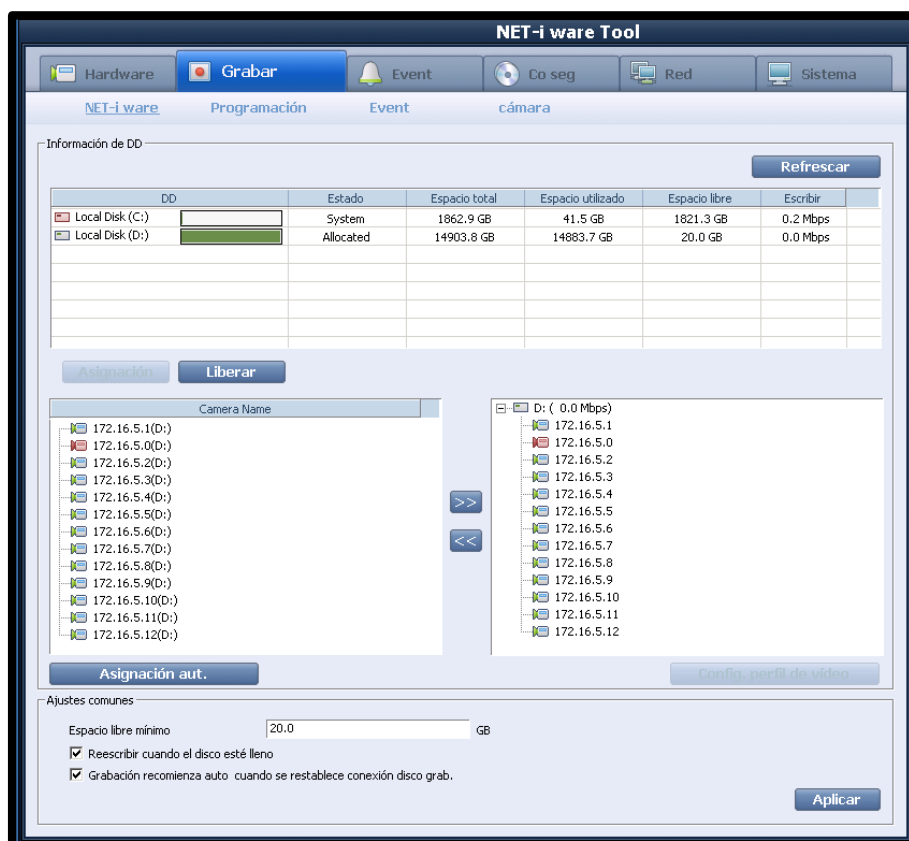 NET-i ware Tool
Hardware Grabar Event Co seg Red Sistema
NET-i ware Programación Event cámara
Información de DD
Refrescar
DD Estado Espacio total Espacio utilizado Espacio libre Escribir
Local Disk (C:) System 1862.9 GB 41.5 GB 1821.3 GB 0.2 Mbps
Local Disk (D:) Allocated 14903.8 GB 14883.7 GB 20.0 GB 0.0 Mbps
Asignación Liberar
Camera Name
172.16.5.1(D:)
172.16.5.0(D:)
172.16.5.2(D:)
172.16.5.3(D:)
172.16.5.4(D:)
172.16.5.5(D:)
172.16.5.6(D:)
172.16.5.7(D:)
172.16.5.8(D:)
172.16.5.9(D:)
172.16.5.10(D:)
172.16.5.11(D:)
172.16.5.12(D:)
>>
<<
D: ( 0.0 Mbps)
172.16.5.1
172.16.5.0
172.16.5.2
172.16.5.3
172.16.5.4
172.16.5.5
172.16.5.6
172.16.5.7
172.16.5.8
172.16.5.9
172.16.5.10
172.16.5.11
172.16.5.12
Asignación aut. Config. perfil de vídeo
Ajustes comunes
Espacio libre mínimo 20.0 GB
Reescribir cuando el disco esté lleno
Grabación recomienza auto cuando se restablece conexión disco grab.
Aplicar